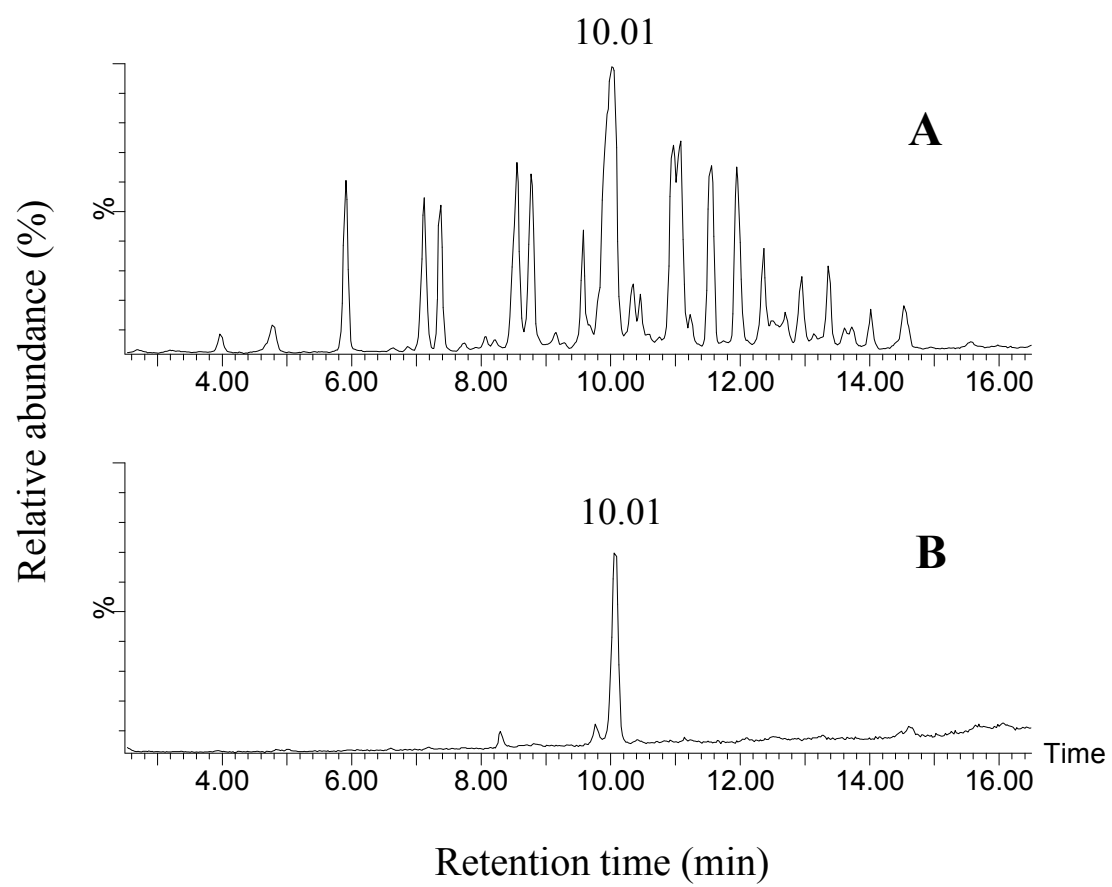 10.01
A
%
4.00 6.00 8.00 10.00 12.00 14.00 16.00
Relative abundance (%)
10.01
B
%
Time
4.00 6.00 8.00 10.00 12.00 14.00 16.00
Retention time (min)